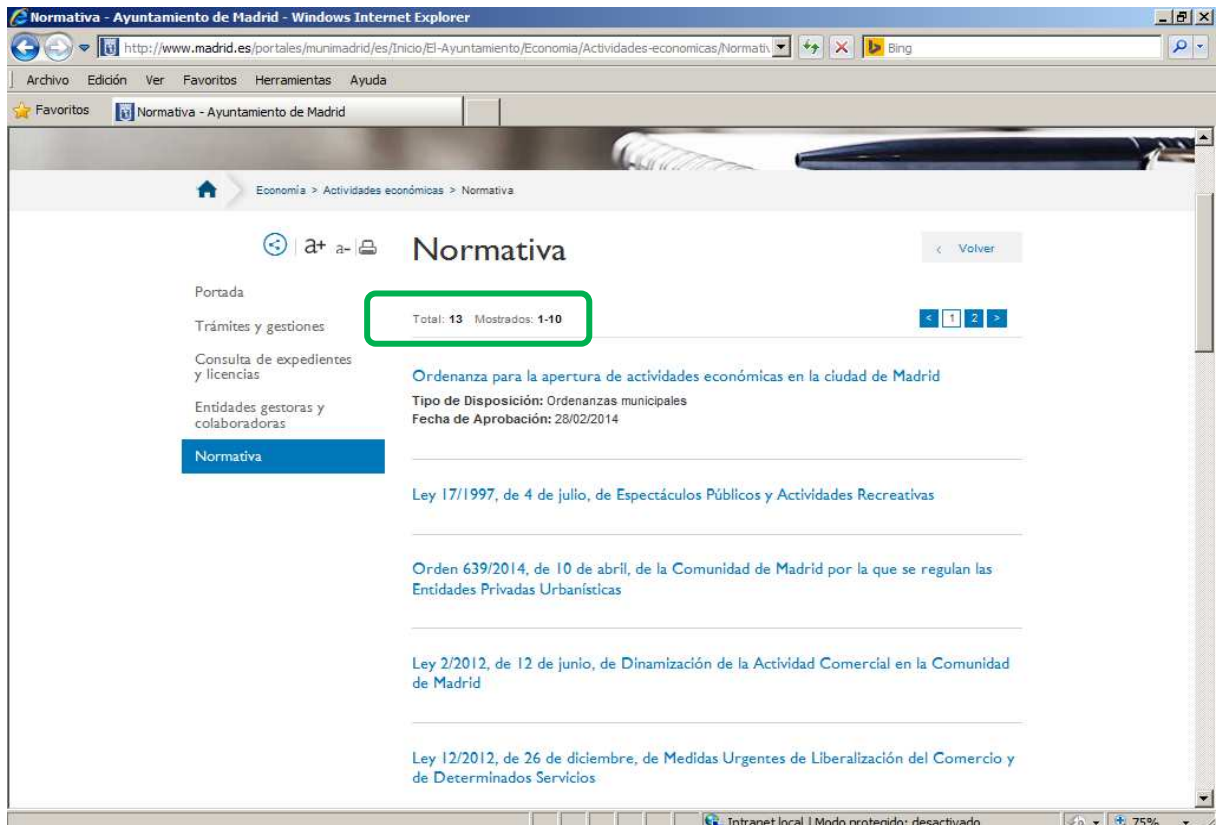 Normativa - Ayuntamiento de Madrid - Windows Internet Explorer
http://www.madrid.es/portales/munimadrid/es/Inicio/El-Ayuntamiento/Economia/Actividades-economicas/Normati
Bing
Archivo Edición Ver Favoritos Herramientas Ayuda
Favoritos
Normativa - Ayuntamiento de Madrid
Economía > Actividades económicas > Normativa
a+ a-
Normativa
< Volver
Portada
Trámites y gestiones
Consulta de expedientes
y licencias
Entidades gestoras y
colaboradoras
Normativa
Total: 13 Mostrados: 1-10
< 1 2 >
Ordenanza para la apertura de actividades económicas en la ciudad de Madrid
Tipo de Disposición: Ordenanzas municipales
Fecha de Aprobación: 28/02/2014
Ley 17/1997, de 4 de julio, de Espectáculos Públicos y Actividades Recreativas
Orden 639/2014, de 10 de abril, de la Comunidad de Madrid por la que se regulan las
Entidades Privadas Urbanísticas
Ley 2/2012, de 12 de junio, de Dinamización de la Actividad Comercial en la Comunidad
de Madrid
Ley 12/2012, de 26 de diciembre, de Medidas Urgentes de Liberalización del Comercio y
de Determinados Servicios
Intranet local | Modo protegido: desactivado
75%